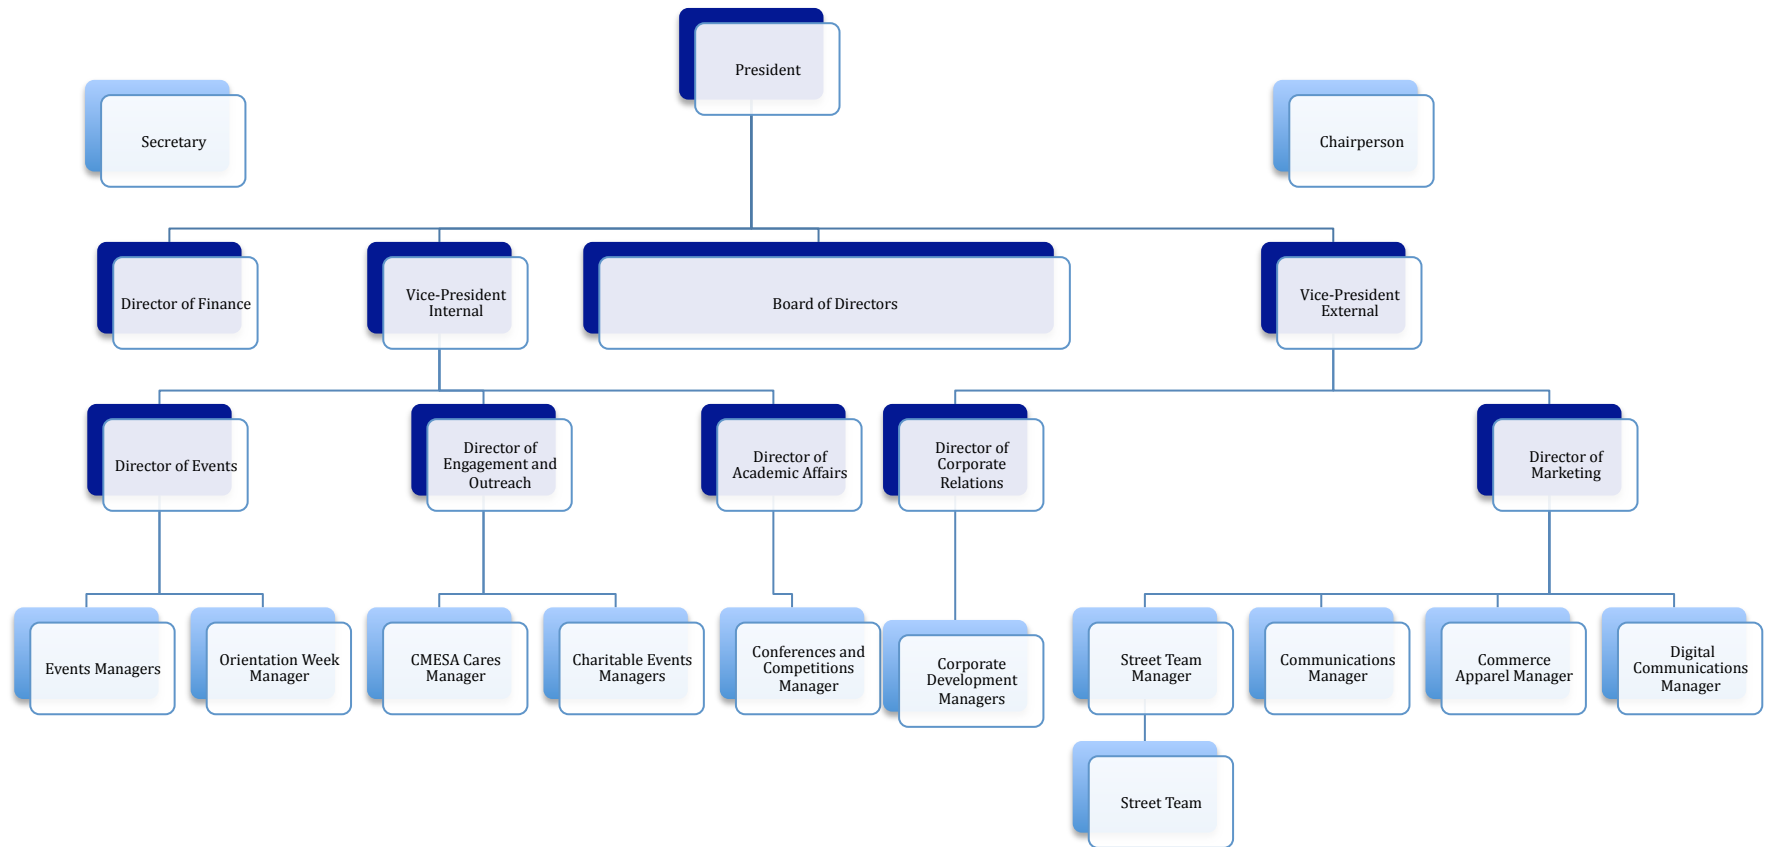 President
Secretary
Chairperson
Director of Finance
Vice-President
Internal
Board of Directors
Vice-President
External
Director of Events
Director of
Engagement and
Outreach
Director of
Academic Affairs
Director of
Corporate
Relations
Director of
Marketing
Events Managers
Orientation Week
Manager
CMESA Cares
Manager
Charitable Events
Managers
Conferences and
Competitions
Manager
Corporate
Development
Managers
Street Team
Manager
Communications
Manager
Commerce
Apparel Manager
Digital
Communications
Manager
Street Team